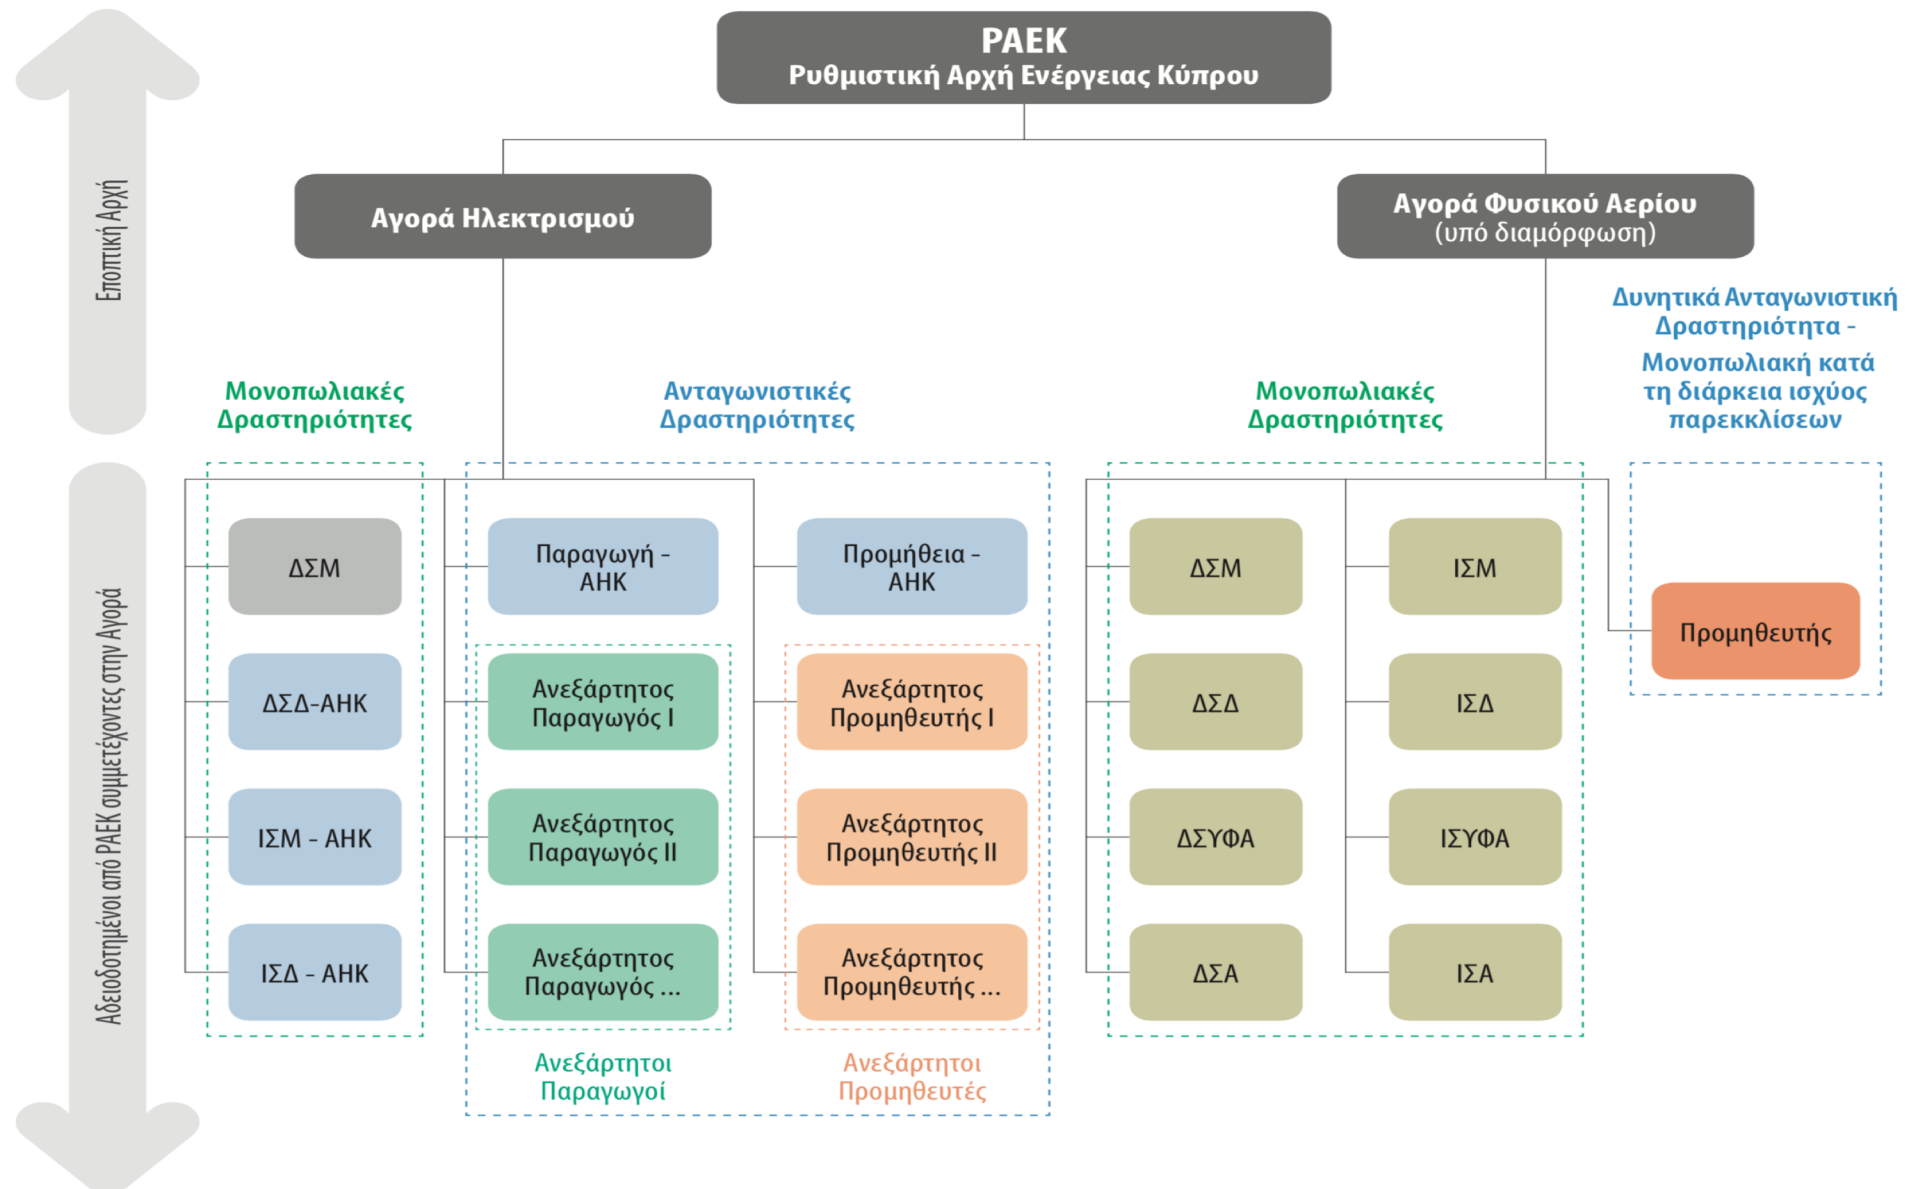 ΡΑΕΚ
Ρυθμιστική Αρχή Ενέργειας Κύπρου
Εποπτική Αρχή
Αδειοδοτημένοι από ΡΑΕΚ συμμετέχοντες στην Αγορά
Αγορά Ηλεκτρισμού
Αγορά Φυσικού Αερίου
(υπό διαμόρφωση)
Μονοπωλιακές
Δραστηριότητες
Ανταγωνιστικές
Δραστηριότητες
Μονοπωλιακές
Δραστηριότητες
Δυνητικά Ανταγωνιστική
Δραστηριότητα -
Μονοπωλιακή κατά
τη διάρκεια ισχύος
παρεκκλίσεων
ΔΣΜ
ΔΣΔ-ΑΗΚ
ΙΣΜ - ΑΗΚ
ΙΣΔ - ΑΗΚ
Παραγωγή -
ΑΗΚ
Ανεξάρτητος
Παραγωγός Ι
Ανεξάρτητος
Παραγωγός ΙΙ
Ανεξάρτητος
Παραγωγός ...
Ανεξάρτητοι
Παραγωγοί
Προμήθεια -
ΑΗΚ
Ανεξάρτητος
Προμηθευτής Ι
Ανεξάρτητος
Προμηθευτής ΙΙ
Ανεξάρτητος
Προμηθευτής ...
Ανεξάρτητοι
Προμηθευτές
ΔΣΜ
ΔΣΔ
ΔΣΥΦΑ
ΔΣΑ
ΙΣΜ
ΙΣΔ
ΙΣΥΦΑ
ΙΣΑ
Προμηθευτής